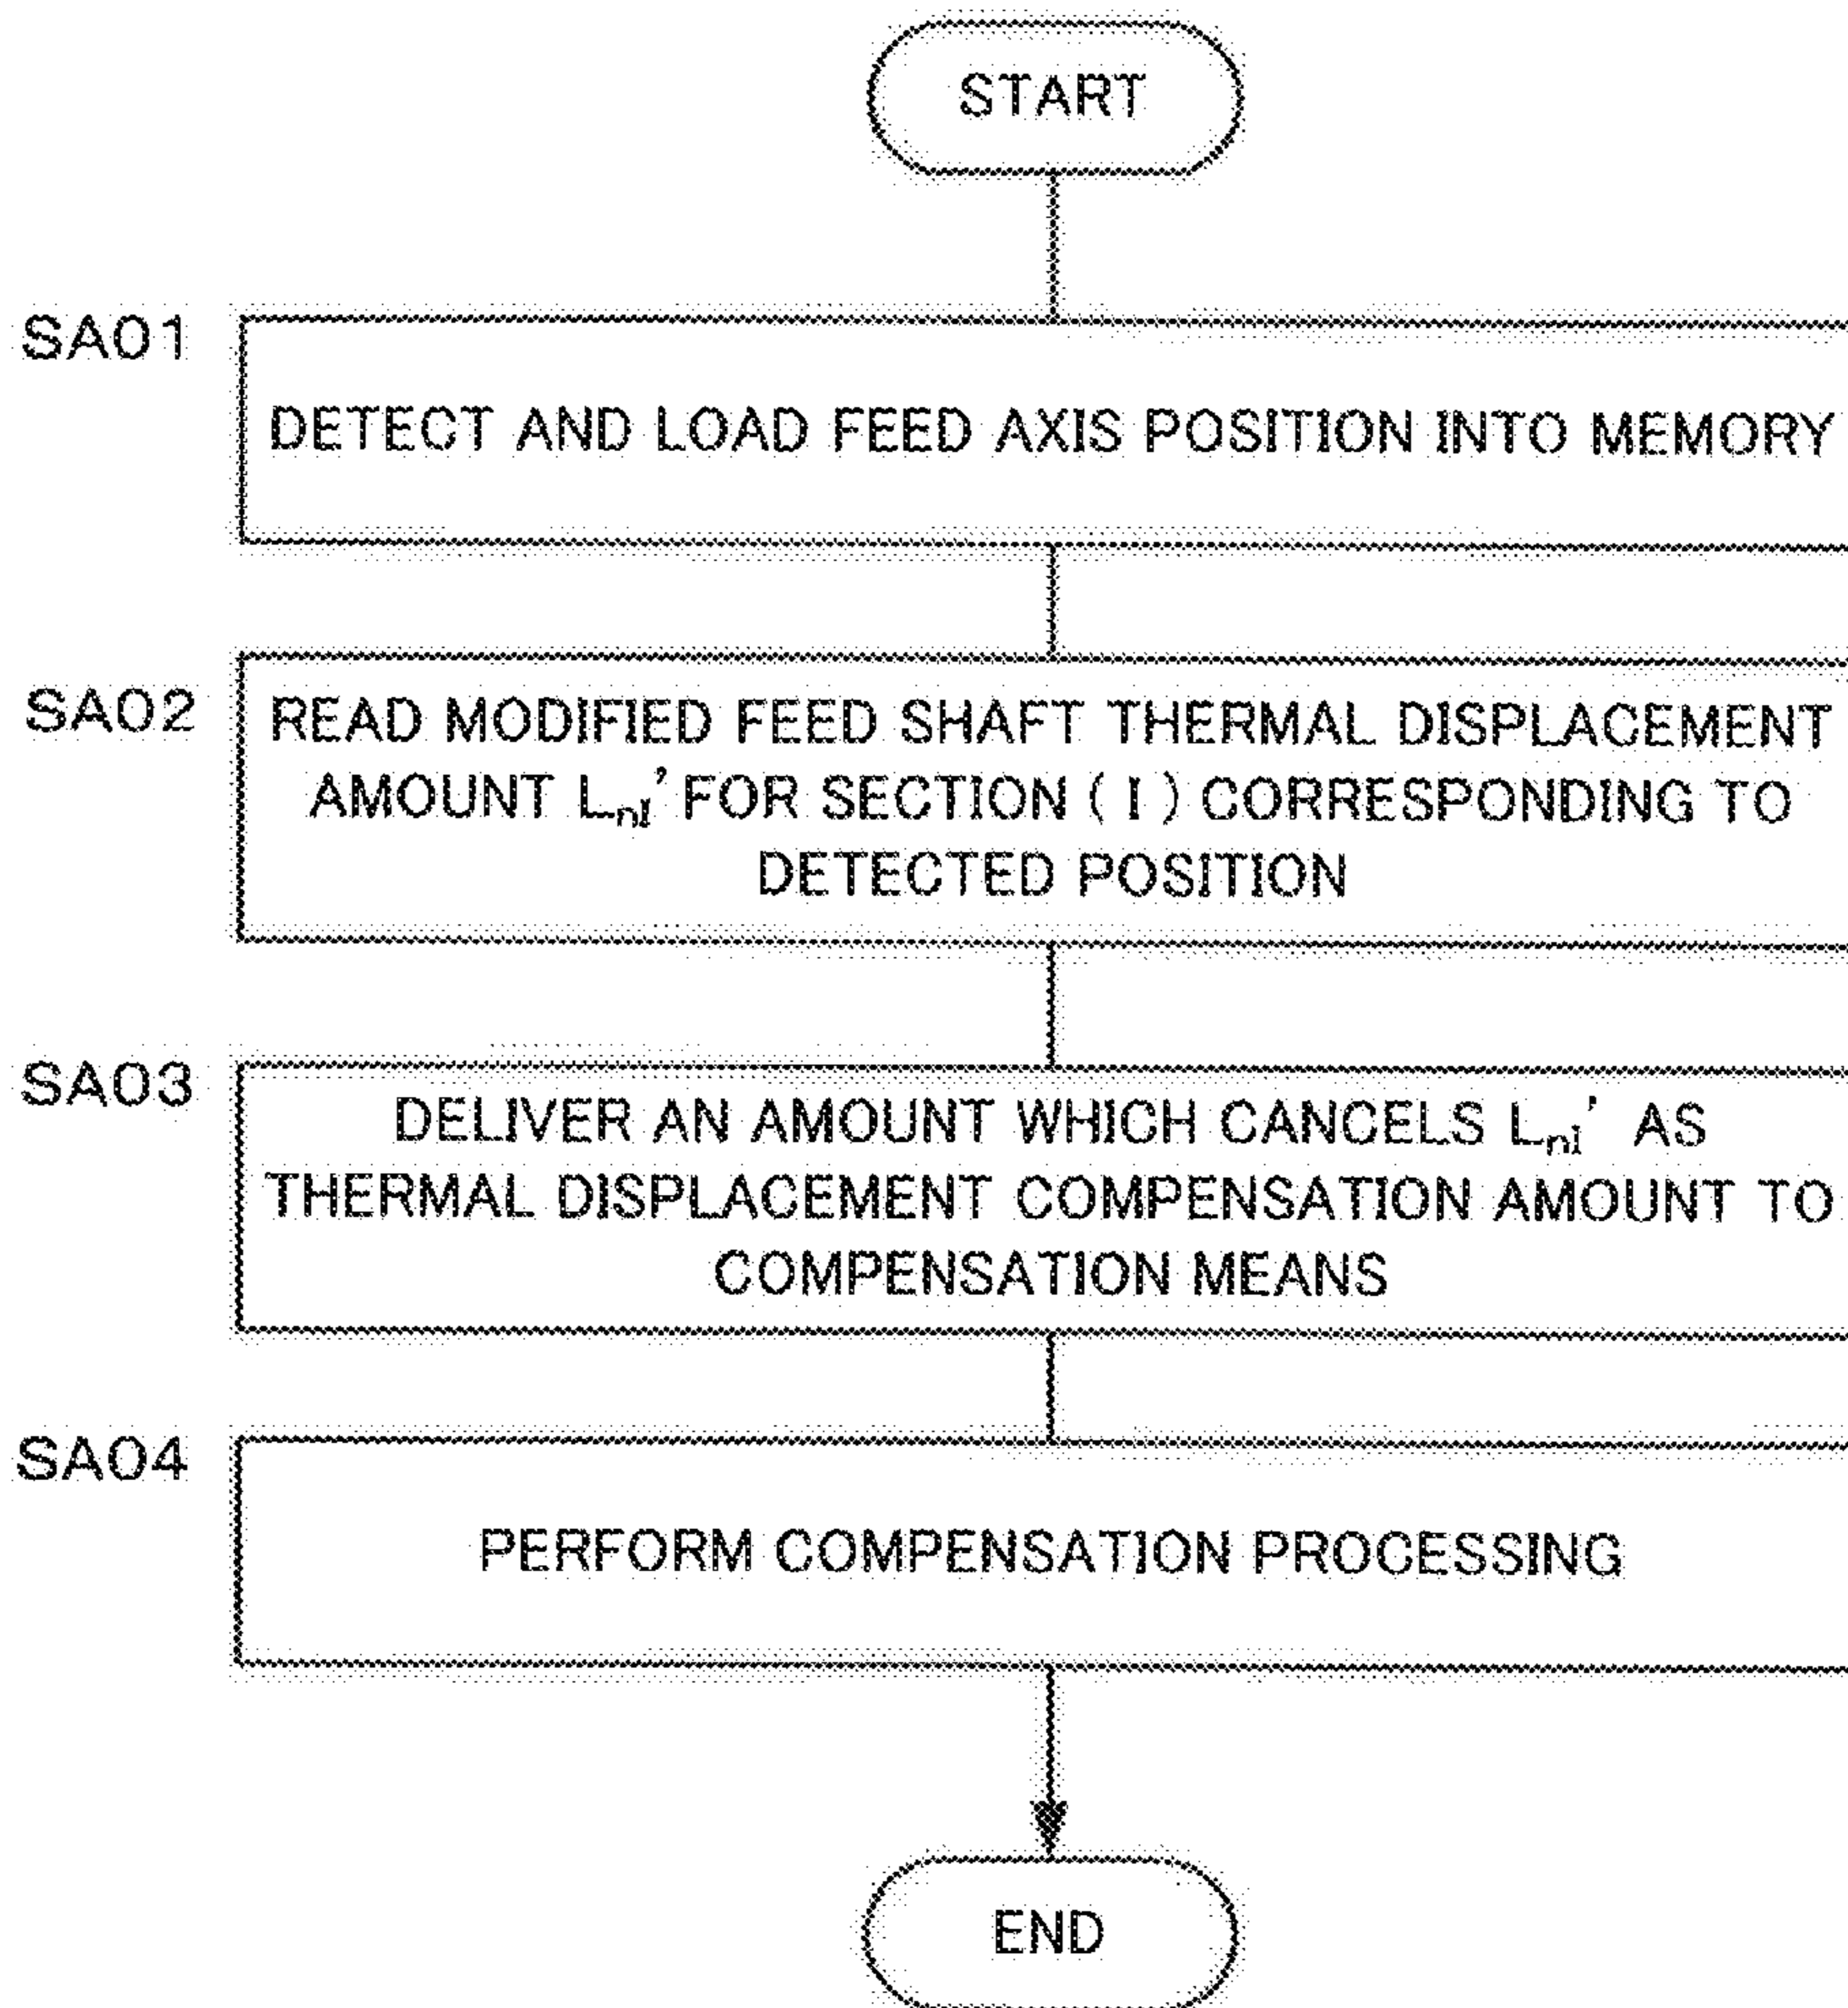 START
SA01
DETECT AND LOAD FEED AXIS POSITION INTO MEMORY
SA02
READ MODIFIED FEED SHAFT THERMAL DISPLACEMENT
AMOUNT LnI' FOR SECTION ( I ) CORRESPONDING TO
DETECTED POSITION
SA03
DELIVER AN AMOUNT WHICH CANCELS LnI' AS
THERMAL DISPLACEMENT COMPENSATION AMOUNT TO
COMPENSATION MEANS
SA04
PERFORM COMPENSATION PROCESSING
END